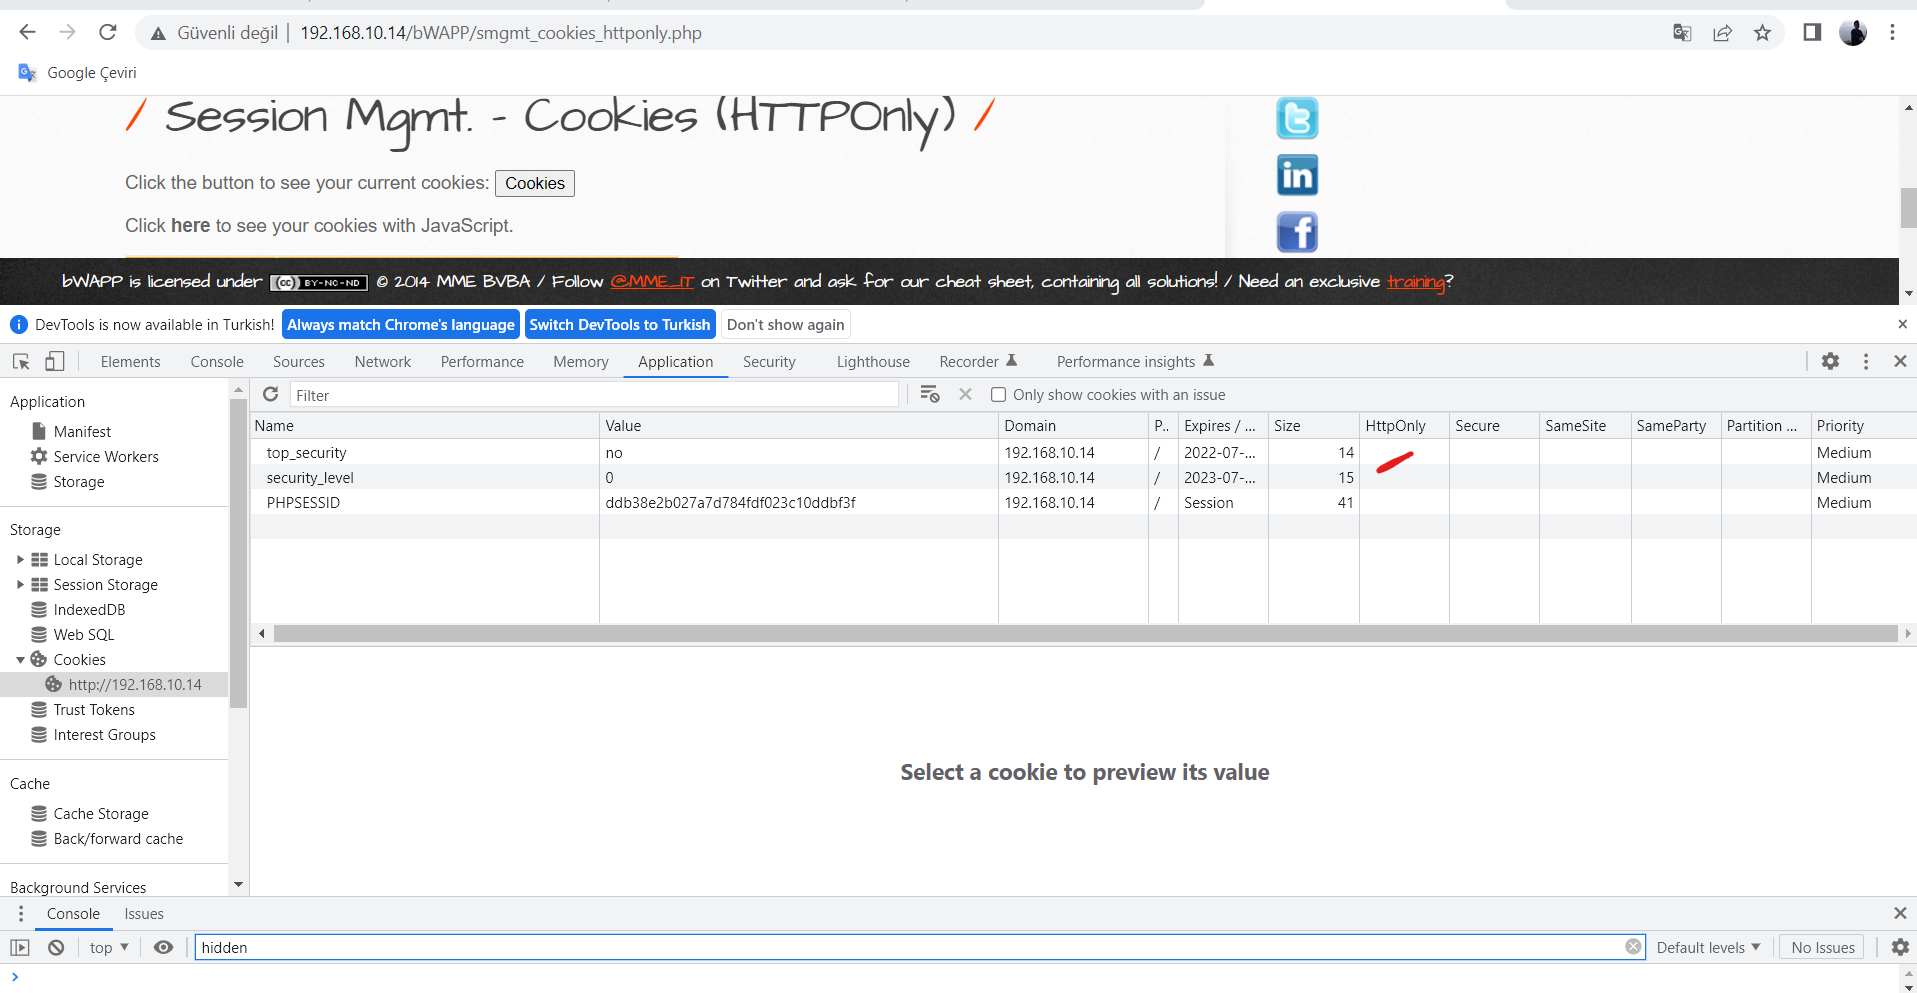 Güvenli değil | 192.168.10.14/bWAPP/smgmt_cookies_httponly.php
Google Çeviri
/ Session Mgmt. - Cookies (HTTPOnly) /
Click the button to see your current cookies: Cookies
Click here to see your cookies with JavaScript.
bWAPP is licensed under cc BY-NC-ND © 2014 MME BVBA / Follow @MME_IT on Twitter and ask for our cheat sheet, containing all solutions! / Need an exclusive training?
DevTools is now available in Turkish! Always match Chrome's language Switch DevTools to Turkish Don't show again
Elements Console Sources Network Performance Memory Application Security Lighthouse Recorder Performance insights
Application
Manifest
Service Workers
Storage
Storage
Local Storage
Session Storage
IndexedDB
Web SQL
Cookies
http://192.168.10.14
Trust Tokens
Interest Groups
Cache
Cache Storage
Back/forward cache
Background Services
Filter Only show cookies with an issue
Name Value Domain P.. Expires / ... Size HttpOnly Secure SameSite SameParty Partition ... Priority
top_security no 192.168.10.14 / 2022-07-... 14 Medium
security_level 0 192.168.10.14 / 2023-07-... 15 Medium
PHPSESSID ddb38e2b027a7d784fdf023c10ddbf3f 192.168.10.14 / Session 41 Medium
Select a cookie to preview its value
Console Issues
top hidden Default levels No Issues